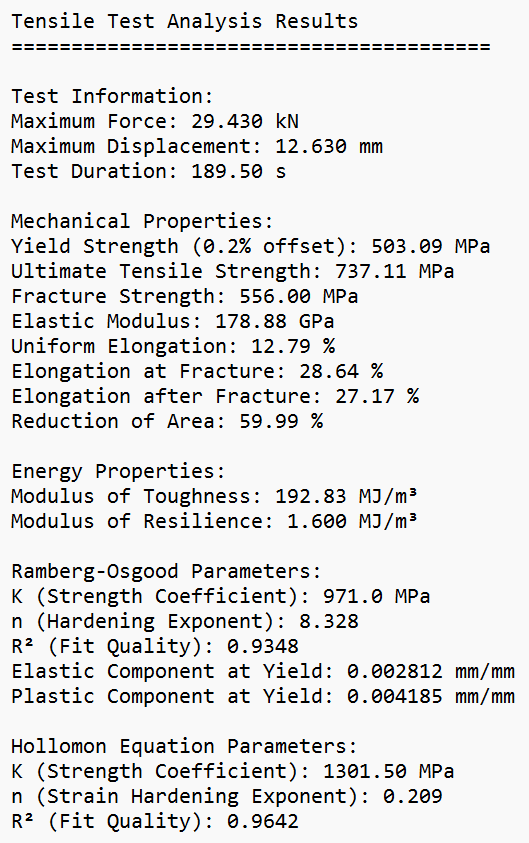 Tensile Test Analysis Results
========================================
Test Information:
Maximum Force: 29.430 kN
Maximum Displacement: 12.630 mm
Test Duration: 189.50 s
Mechanical Properties:
Yield Strength (0.2% offset): 503.09 MPa
Ultimate Tensile Strength: 737.11 MPa
Fracture Strength: 556.00 MPa
Elastic Modulus: 178.88 GPa
Uniform Elongation: 12.79 %
Elongation at Fracture: 28.64 %
Elongation after Fracture: 27.17 %
Reduction of Area: 59.99 %
Energy Properties:
Modulus of Toughness: 192.83 MJ/m³
Modulus of Resilience: 1.600 MJ/m³
Ramberg-Osgood Parameters:
K (Strength Coefficient): 971.0 MPa
n (Hardening Exponent): 8.328
R² (Fit Quality): 0.9348
Elastic Component at Yield: 0.002812 mm/mm
Plastic Component at Yield: 0.004185 mm/mm
Hollomon Equation Parameters:
K (Strength Coefficient): 1301.50 MPa
n (Strain Hardening Exponent): 0.209
R² (Fit Quality): 0.9642